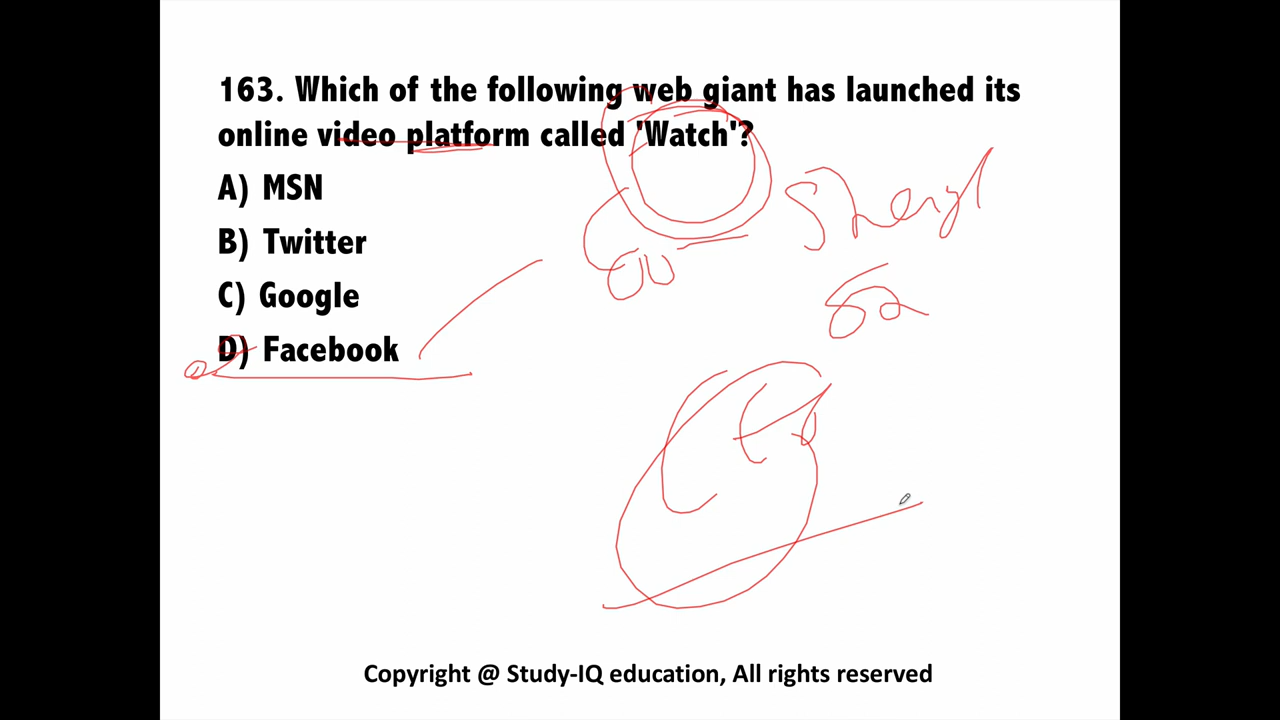 163. Which of the following web giant has launched its
online video platform called 'Watch'?
A) MSN
B) Twitter
C) Google
D) Facebook
Sheryl
Copyright @ Study-IQ education, All rights reserved